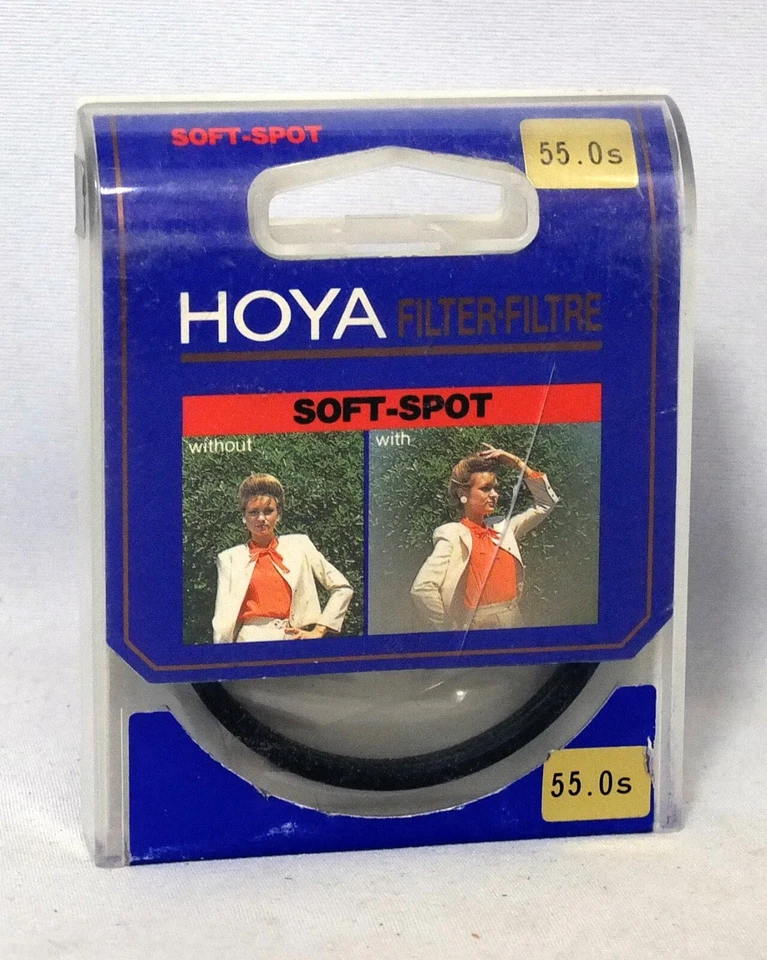 SOFT-SPOT
55.0s
HOYA FILTER·FILTRE
SOFT-SPOT
without
with
55.0s